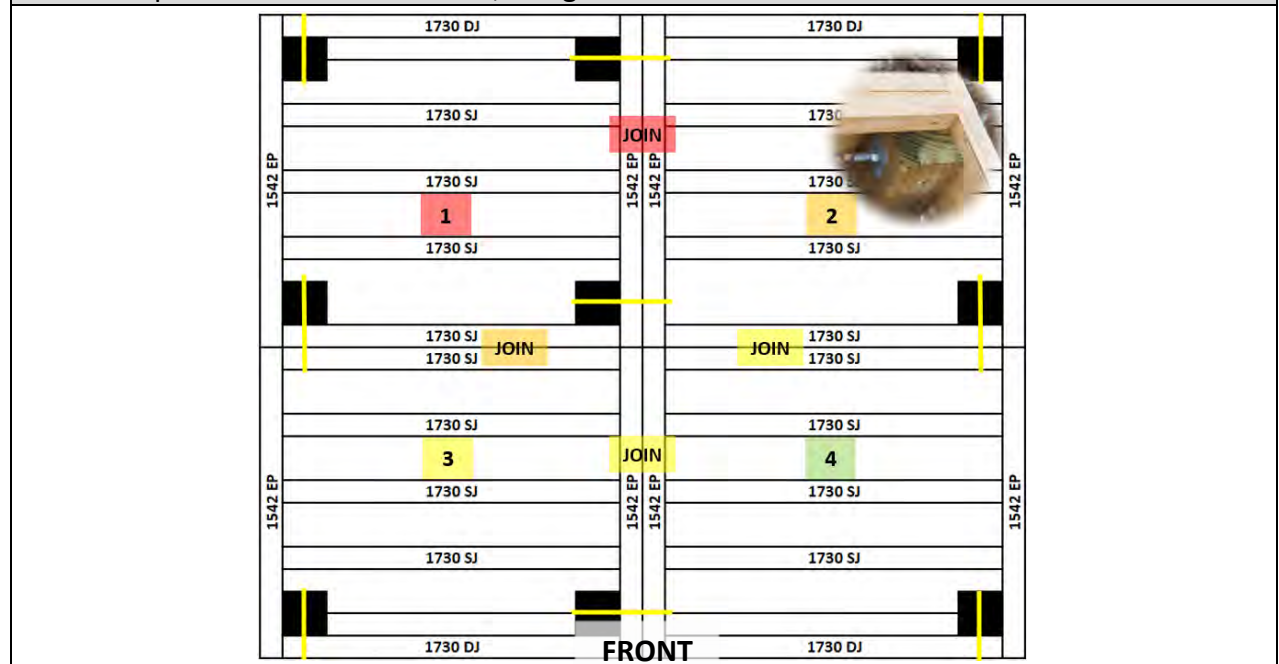 1730 DJ 1730 DJ
1730 SJ
JOIN
1542 EP 1542 EP 1542 EP 1542 EP
1730 SJ 1730
1 2
1730 SJ 1730 SJ
1730 SJ 1730 SJ
JOIN JOIN
1730 SJ 1730 SJ
1730 SJ 1730 SJ
3 JOIN 4
1542 EP 1542 EP 1542 EP 1542 EP
1730 SJ 1730 SJ
1730 SJ 1730 SJ
1730 DJ FRONT 1730 DJ